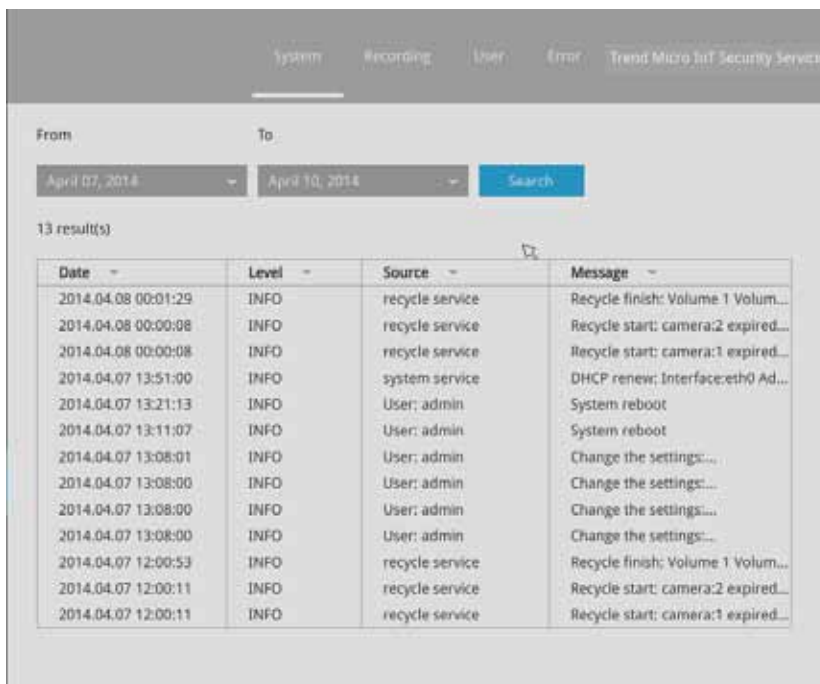 System Recording User Error Trend Micro IoT Security Service
From To
April 07, 2014 April 10, 2014 Search
13 result(s)
Date Level Source Message
2014.04.08 00:01:29 INFO recycle service Recycle finish: Volume 1 Volum...
2014.04.08 00:00:08 INFO recycle service Recycle start: camera:2 expired...
2014.04.08 00:00:08 INFO recycle service Recycle start: camera:1 expired...
2014.04.07 13:51:00 INFO system service DHCP renew: Interface:eth0 Ad...
2014.04.07 13:21:13 INFO User: admin System reboot
2014.04.07 13:11:07 INFO User: admin System reboot
2014.04.07 13:08:01 INFO User: admin Change the settings:...
2014.04.07 13:08:00 INFO User: admin Change the settings:...
2014.04.07 13:08:00 INFO User: admin Change the settings:...
2014.04.07 13:08:00 INFO User: admin Change the settings:...
2014.04.07 12:00:53 INFO recycle service Recycle finish: Volume 1 Volum...
2014.04.07 12:00:11 INFO recycle service Recycle start: camera:2 expired...
2014.04.07 12:00:11 INFO recycle service Recycle start: camera:1 expired...